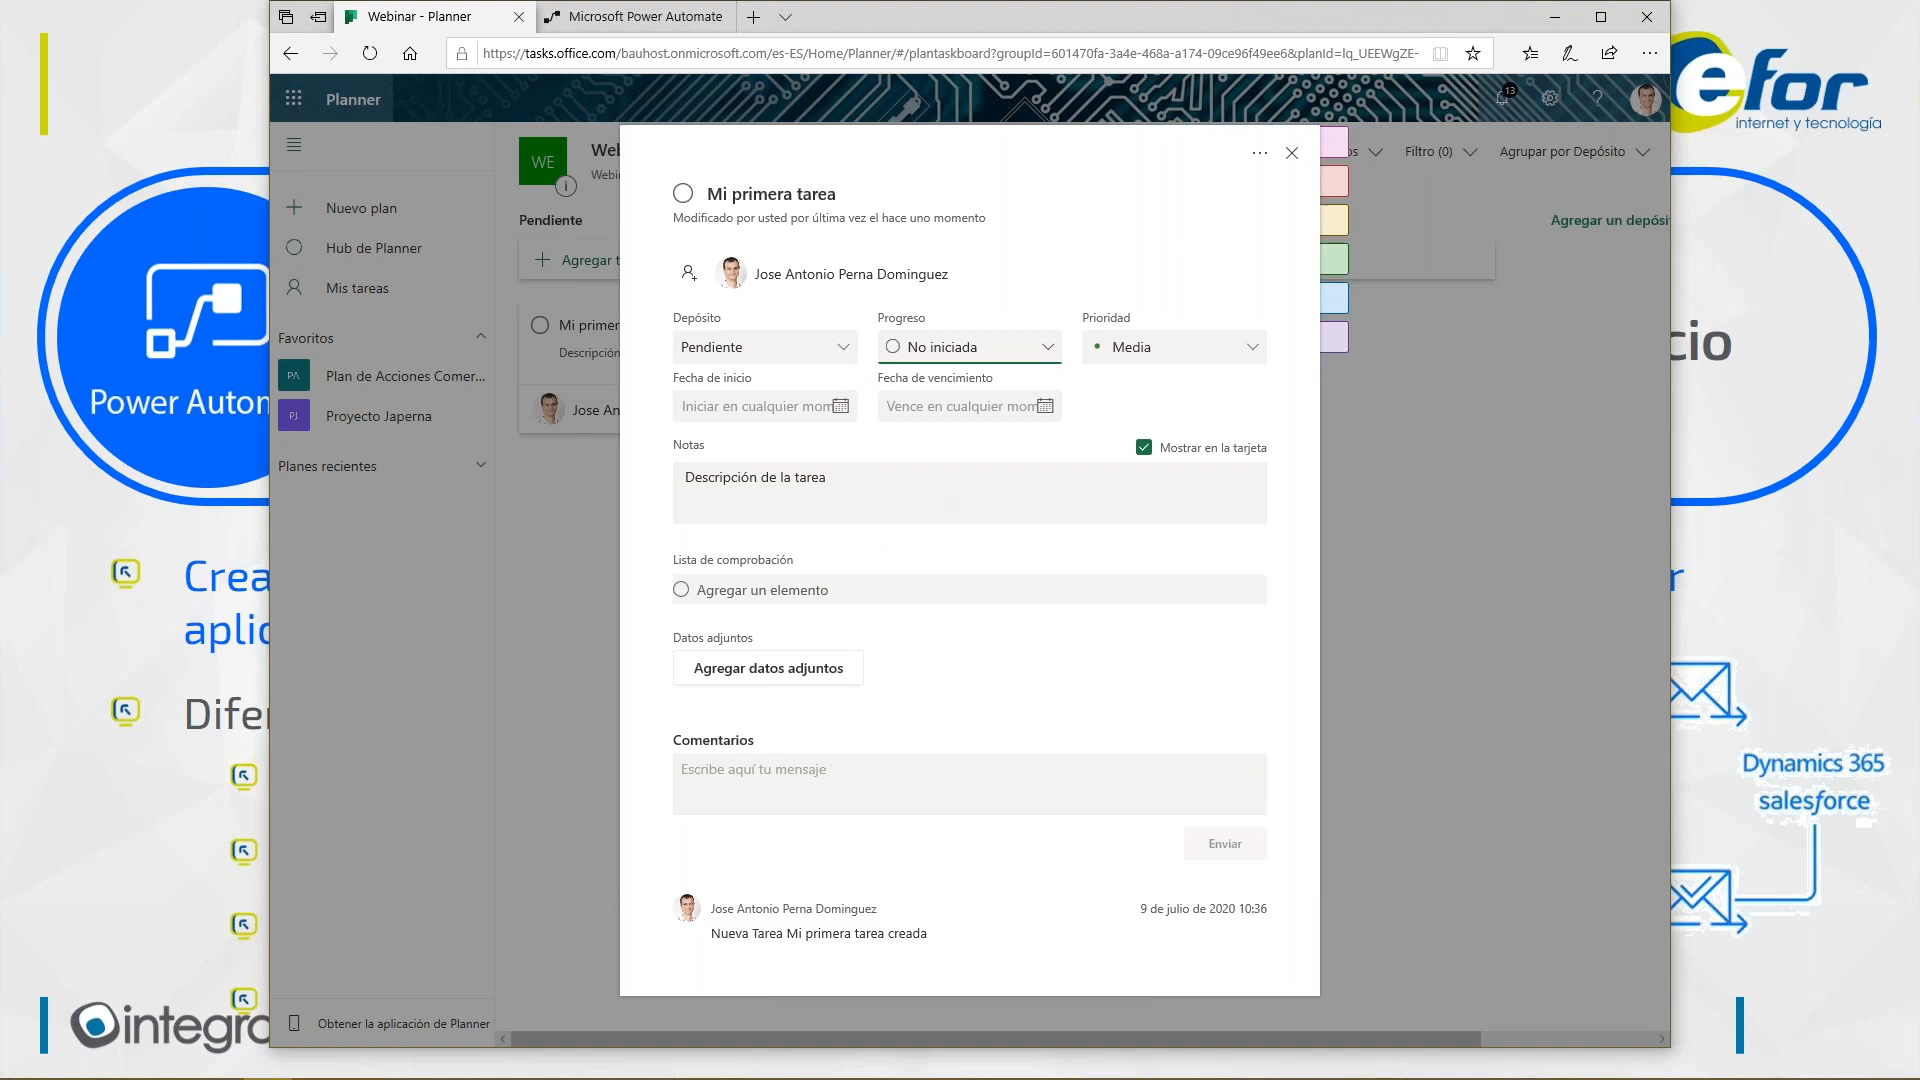 Webinar - Planner
Microsoft Power Automate
https://tasks.office.com/bauhost.onmicrosoft.com/es-ES/Home/Planner/#/plantaskboard?groupId=601470fa-3a4e-468a-a174-09ce96f49ee6&planId=lq_UEEWgZE-
Planner
13
efor
internet y tecnología
WE
Filtro (0)
Agrupar por Depósito
Nuevo plan
Hub de Planner
Mis tareas
Favoritos
PA
Plan de Acciones Comer...
PJ
Proyecto Japerna
Planes recientes
Obtener la aplicación de Planner
Pendiente
Agregar t
Mi primer
Descripción
Jose An
Agregar un depósi
Mi primera tarea
Modificado por usted por última vez el hace uno momento
Jose Antonio Perna Dominguez
Depósito
Progreso
Prioridad
Pendiente
No iniciada
Media
Fecha de inicio
Fecha de vencimiento
Iniciar en cualquier mom
Vence en cualquier mom
Notas
Mostrar en la tarjeta
Descripción de la tarea
Lista de comprobación
Agregar un elemento
Datos adjuntos
Agregar datos adjuntos
Comentarios
Escribe aquí tu mensaje
Enviar
Jose Antonio Perna Dominguez
9 de julio de 2020 10:36
Nueva Tarea Mi primera tarea creada
Power Autom
cio
Crea
aplic
Difer
Dynamics 365
salesforce
integro